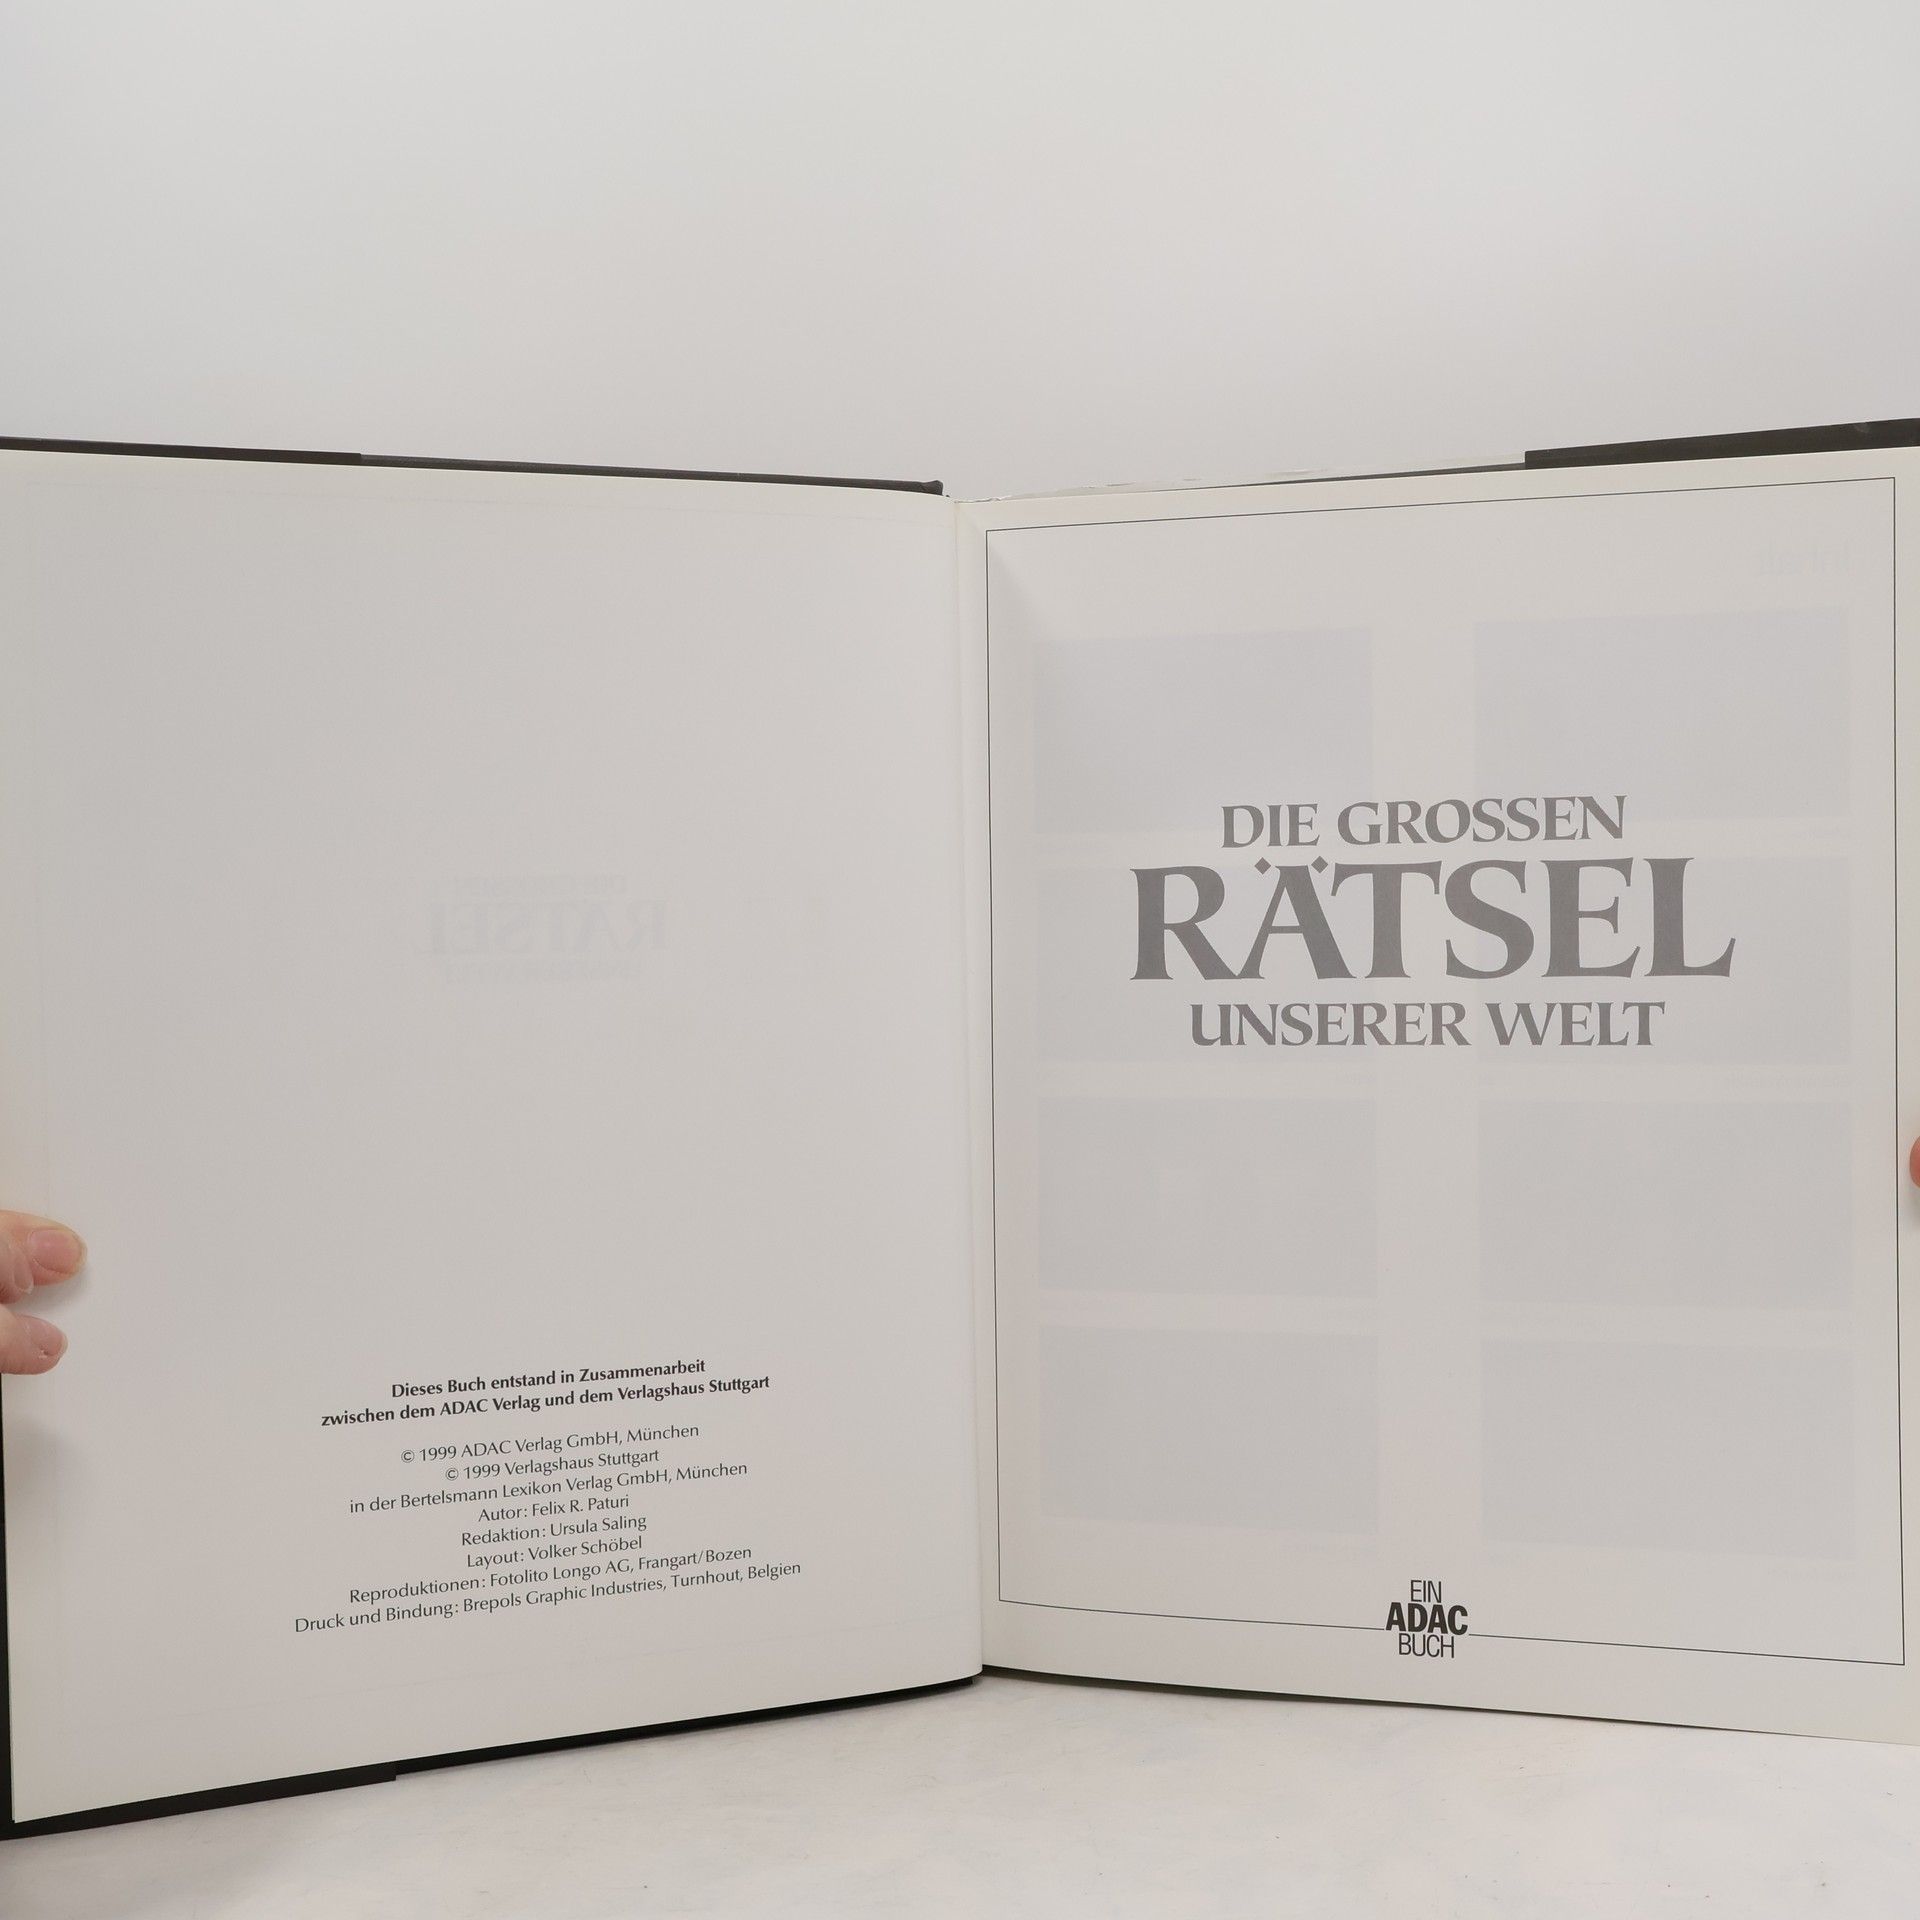 Dieses Buch entstand in Zusammenarbeit
zwischen dem ADAC Verlag und dem Verlagshaus Stuttgart
© 1999 ADAC Verlag GmbH, München
© 1999 Verlagshaus Stuttgart
in der Bertelsmann Lexikon Verlag GmbH, München
Autor: Felix R. Paturi
Redaktion: Ursula Saling
Layout: Volker Schöbel
Reproduktionen: Fotolito Longo AG, Frangart/Bozen
Druck und Bindung: Brepols Graphic Industries, Turnhout, Belgien
DIE GROSSEN
RÄTSEL
UNSERER WELT
EIN
ADAC
BUCH